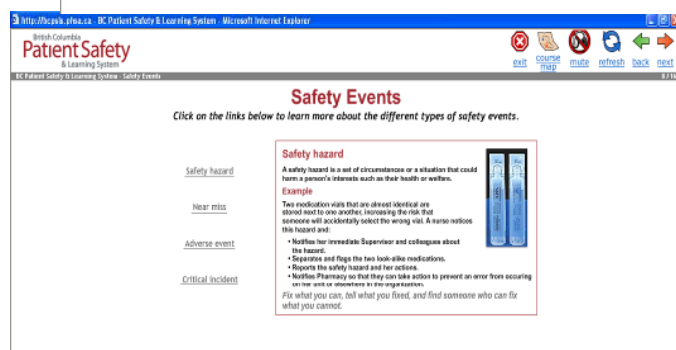 http://bcpsls.phsa.ca - BC Patient Safety & Learning System - Microsoft Internet Explorer
British Columbia
Patient Safety
& Learning System
exit
course
map
mute
refresh
back
next
BC Patient Safety & Learning System - Safety Events
8 / 16
Safety Events
Click on the links below to learn more about the different types of safety events.
Safety hazard
Near miss
Adverse event
Critical incident
Safety hazard
A safety hazard is a set of circumstances or a situation that could
harm a person's interests such as their health or welfare.
Example
Two medication vials that are almost identical are
stored next to one another, increasing the risk that
someone will accidentally select the wrong vial. A nurse notices
this hazard and:
• Notifies her immediate Supervisor and colleagues about
the hazard.
• Separates and flags the two look-alike medications.
• Reports the safety hazard and her actions.
• Notifies Pharmacy so that they can take action to prevent an error from occuring
on her unit or elsewhere in the organization.
Fix what you can, tell what you fixed, and find someone who can fix
what you cannot.